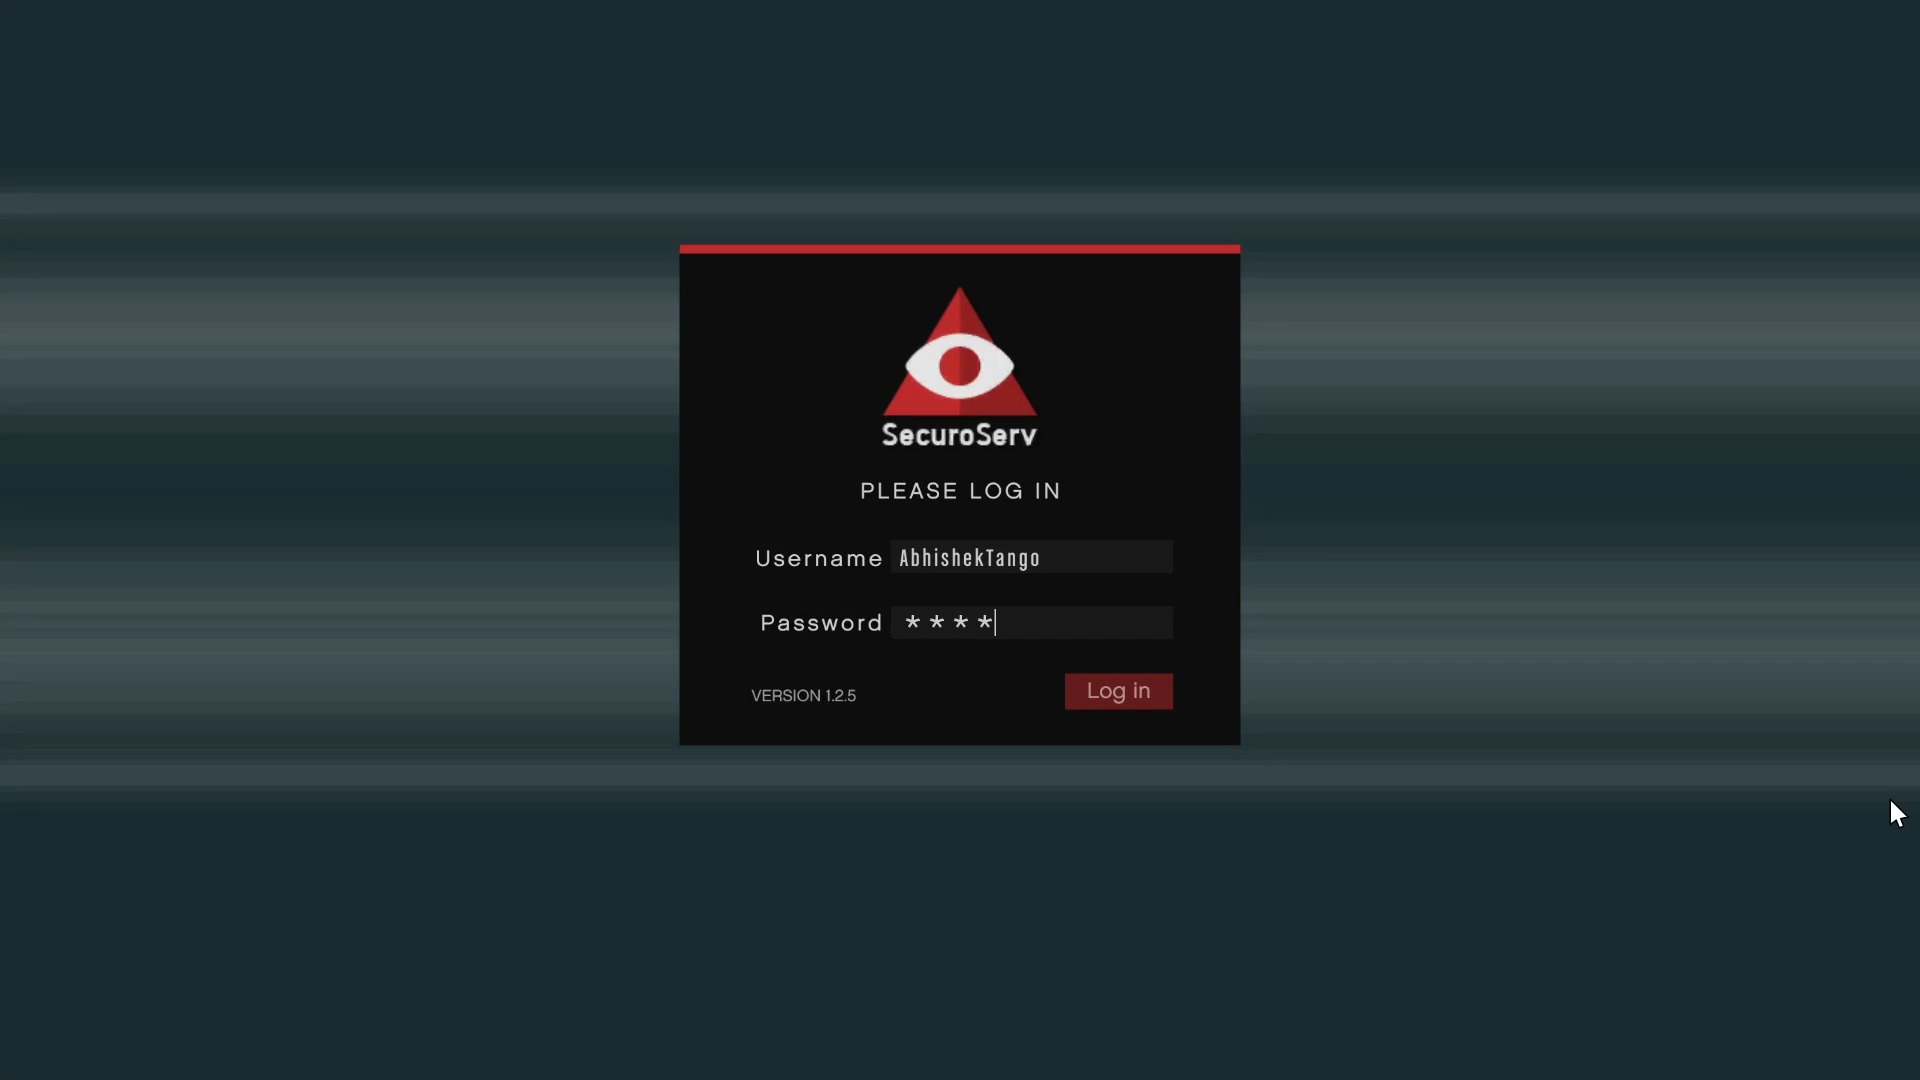 SecuroServ
PLEASE LOG IN
Username AbhishekTango
Password ****
VERSION 1.2.5 Log in